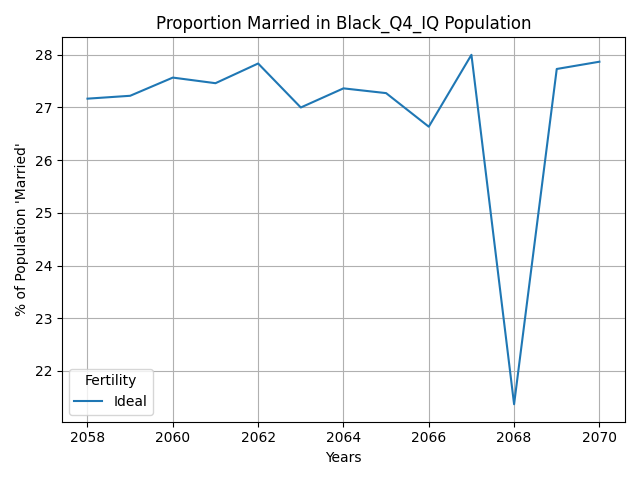 Proportion Married in Black_Q4_IQ Population
% of Population 'Married'
28
27
26
25
24
23
22
Fertility
Ideal
2058 2060 2062 2064 2066 2068 2070
Years